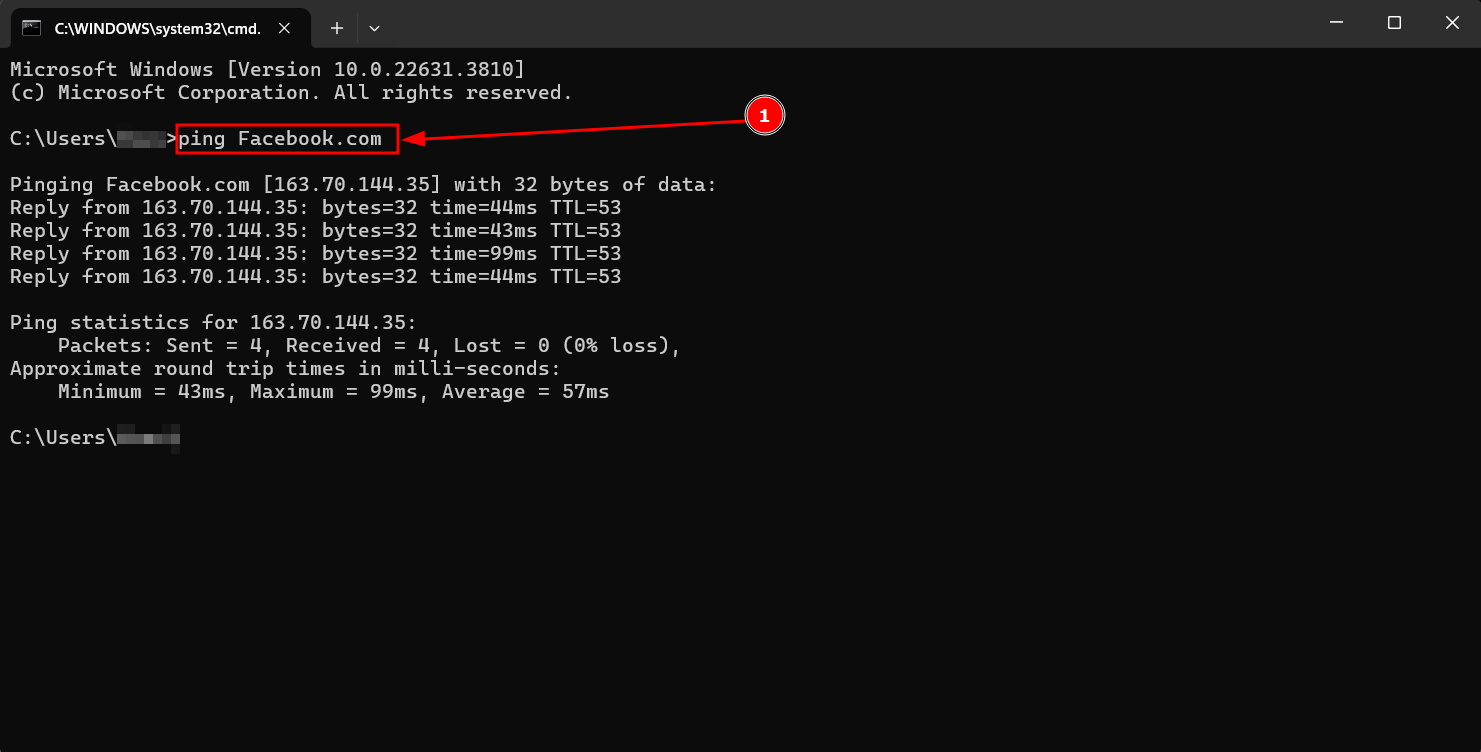 C:\WINDOWS\system32\cmd.
Microsoft Windows [Version 10.0.22631.3810]
(c) Microsoft Corporation. All rights reserved.
C:\Users\>ping Facebook.com
1
Pinging Facebook.com [163.70.144.35] with 32 bytes of data:
Reply from 163.70.144.35: bytes=32 time=44ms TTL=53
Reply from 163.70.144.35: bytes=32 time=43ms TTL=53
Reply from 163.70.144.35: bytes=32 time=99ms TTL=53
Reply from 163.70.144.35: bytes=32 time=44ms TTL=53
Ping statistics for 163.70.144.35:
    Packets: Sent = 4, Received = 4, Lost = 0 (0% loss),
Approximate round trip times in milli-seconds:
    Minimum = 43ms, Maximum = 99ms, Average = 57ms
C:\Users\